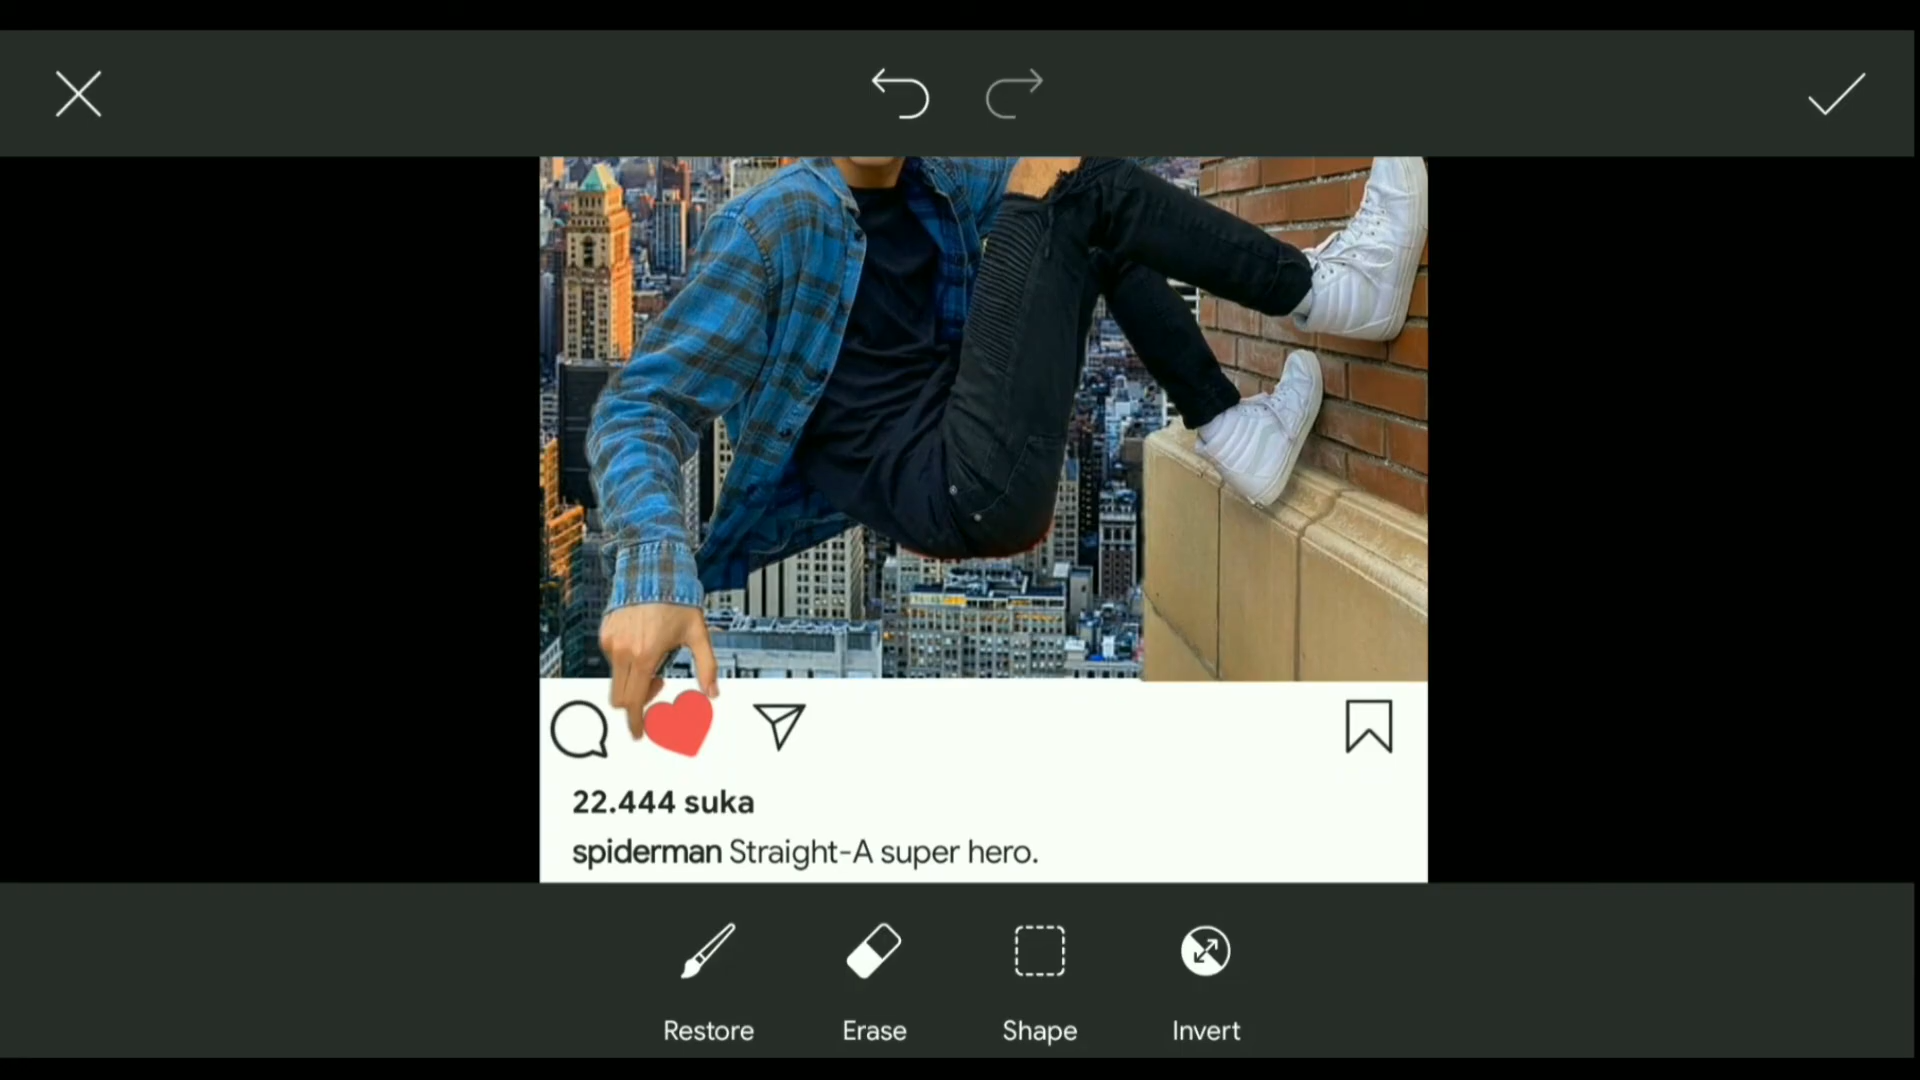 22.444 suka
spiderman Straight-A super hero.
Restore Erase Shape Invert